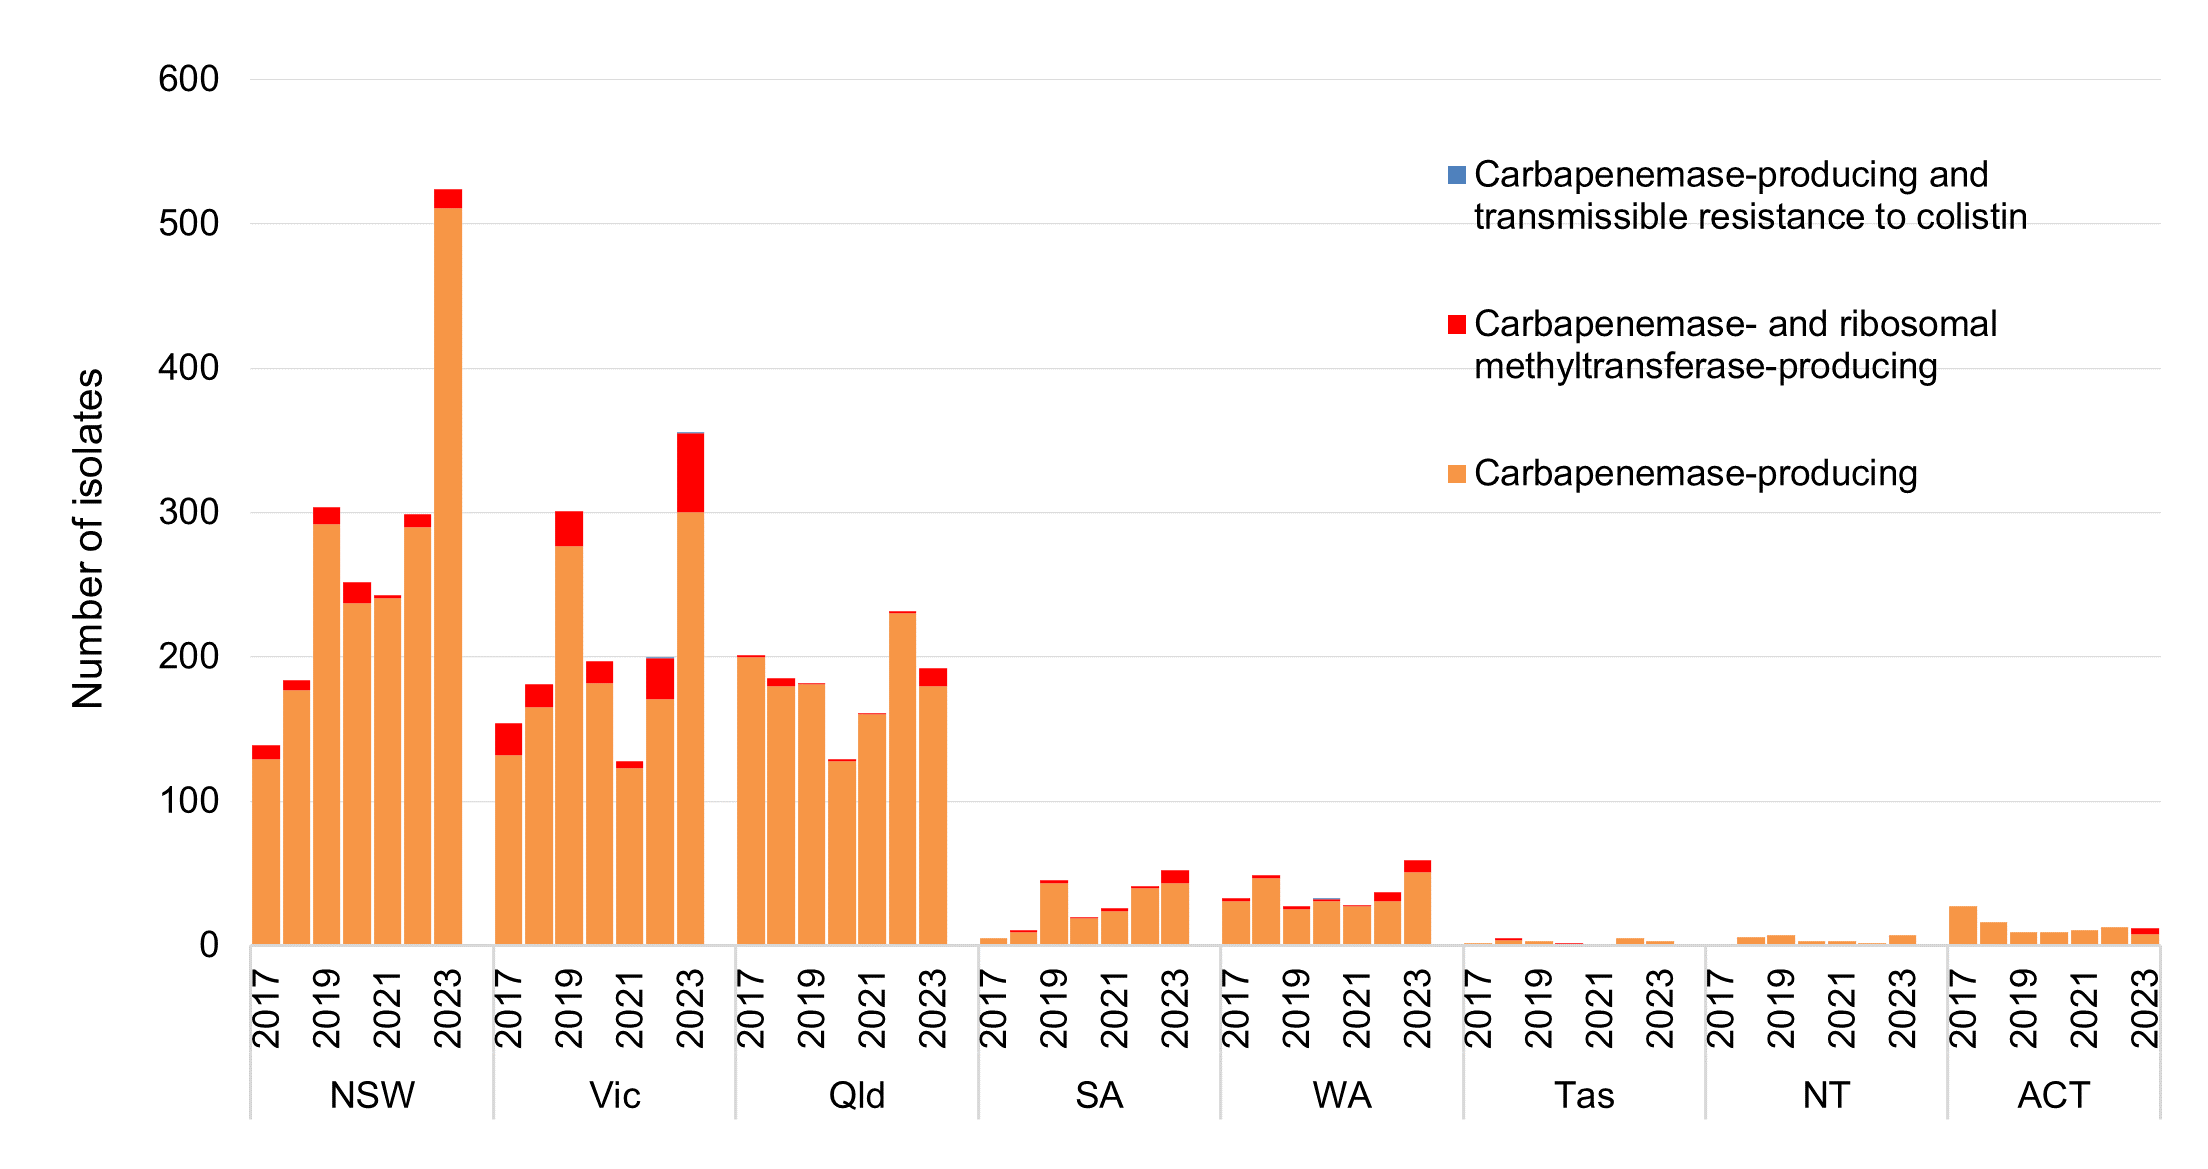 600
500
400
300
200
100
0
Number of isolates
Carbapenemase-producing and
transmissible resistance to colistin
Carbapenemase- and ribosomal
methyltransferase-producing
Carbapenemase-producing
2017 2019 2021 2023 2017 2019 2021 2023 2017 2019 2021 2023 2017 2019 2021 2023 2017 2019 2021 2023 2017 2019 2021 2023 2017 2019 2021 2023 2017 2019 2021 2023
NSW Vic Qld SA WA Tas NT ACT